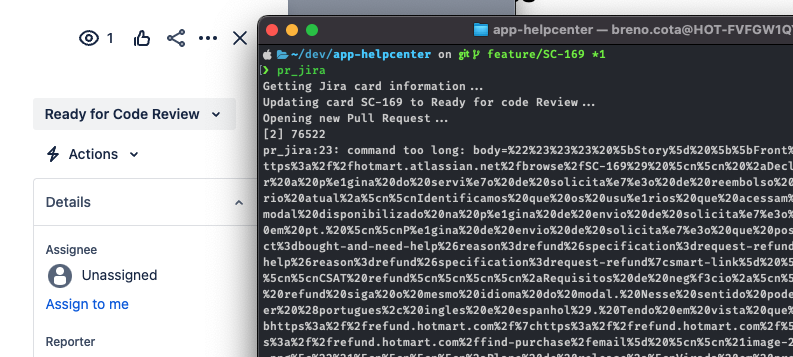 1
Ready for Code Review
Actions
Details
Assignee
Unassigned
Assign to me
Reporter
app-helpcenter — breno.cota@HOT-FVFGW1Q
~/dev/app-helpcenter on git feature/SC-169 *1
❯ pr_jira
Getting Jira card information...
Updating card SC-169 to Ready for code Review...
Opening new Pull Request...
[2] 76522
pr_jira:23: command too long: body=%22%23%23%23%20%5bStory%5d%20%5b%5bFront%
ttps%3a%2f%2fhotmart.atlassian.net%2fbrowse%2fSC-169%29%20%5cn%5cn%20%2aDecl
r%20a%20p%e1gina%20do%20servi%e7o%20de%20solicita%e7%e3o%20de%20reembolso%20
rio%20atual%2a%5cn%5cnIdentificamos%20que%20os%20usu%e1rios%20que%20acessam%
modal%20disponibilizado%20na%20p%e1gina%20de%20envio%20de%20solicita%e7%e3o%
0em%20pt.%20%5cn%5cnP%e1gina%20de%20envio%20de%20solicita%e7%e3o%20que%20pos
ct%3dbought-and-need-help%26reason%3drefund%26specification%3drequest-refund
help%26reason%3drefund%26specification%3drequest-refund%7csmart-link%5d%20%5
%5cn%5cnCSAT%20refund%5cn%5cn%5cn%5cn%2aRequisitos%20de%20neg%f3cio%2a%5cn%5
%20refund%20siga%20o%20mesmo%20idioma%20do%20modal.%20Nesse%20sentido%20pode
er%20%28portugues%2c%20ingles%20e%20espanhol%29.%20Tendo%20em%20vista%20que%
bhttps%3a%2f%2frefund.hotmart.com%2f%7chttps%3a%2f%2frefund.hotmart.com%2f%7
s%3a%2f%2frefund.hotmart.com%2ffind-purchase%2femail%5d%20%5cn%5cn%21image-2